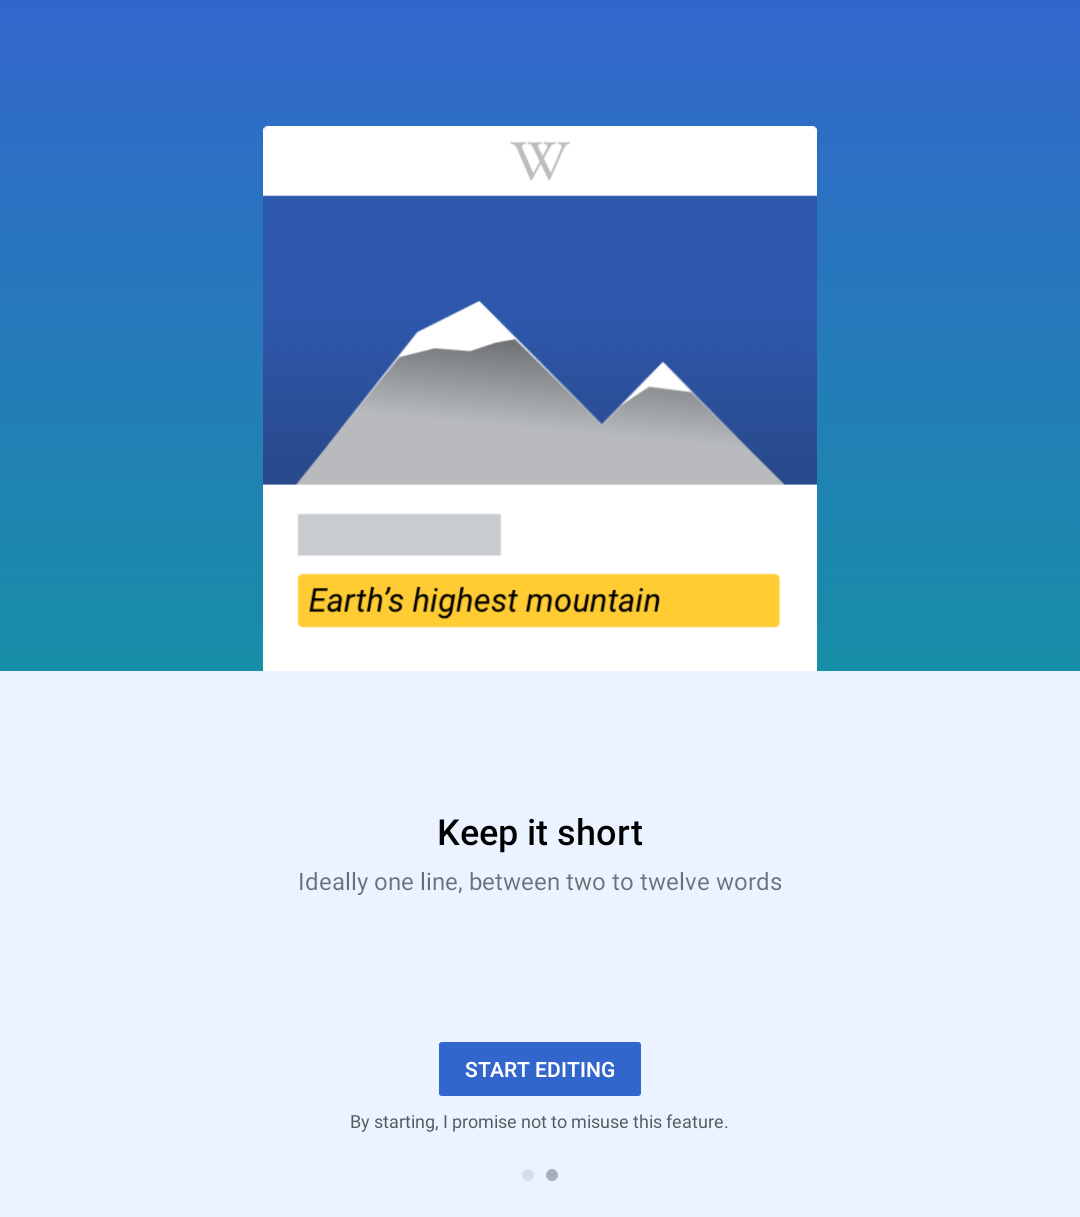 W
Earth's highest mountain
Keep it short
Ideally one line, between two to twelve words
START EDITING
By starting, I promise not to misuse this feature.